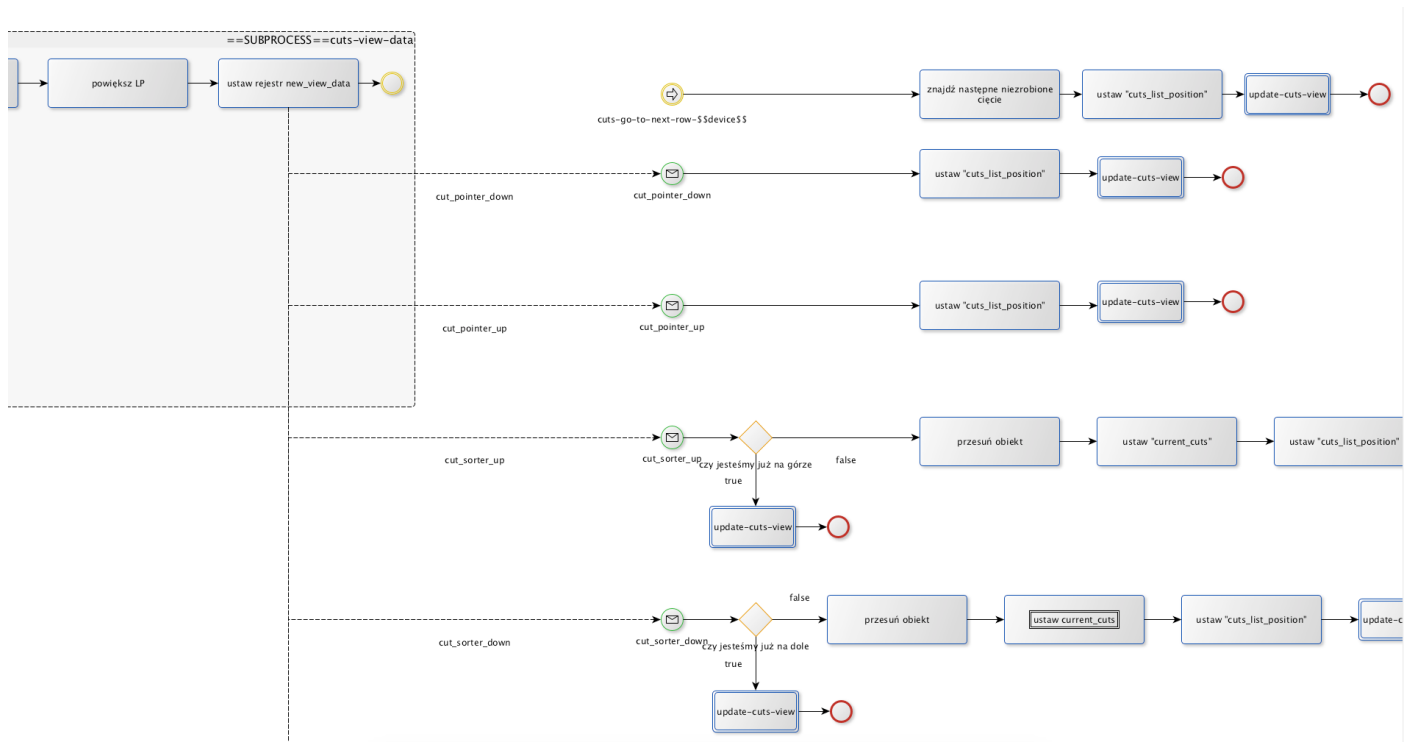 ==SUBPROCESS==cuts-view-data
powiększ LP
ustaw rejestr new_view_data
cuts-go-to-next-row-$$device$$
znajdź następne niezrobione
cięcie
ustaw "cuts_list_position"
update-cuts-view
cut_pointer_down
cut_pointer_down
ustaw "cuts_list_position"
update-cuts-view
cut_pointer_up
cut_pointer_up
ustaw "cuts_list_position"
update-cuts-view
cut_sorter_up
cut_sorter_up
czy jesteśmy już na górze
false
true
przesuń obiekt
ustaw "current_cuts"
ustaw "cuts_list_position"
update-cuts-view
cut_sorter_down
cut_sorter_down
czy jesteśmy już na dole
false
true
przesuń obiekt
ustaw current_cuts
ustaw "cuts_list_position"
update-c
update-cuts-view